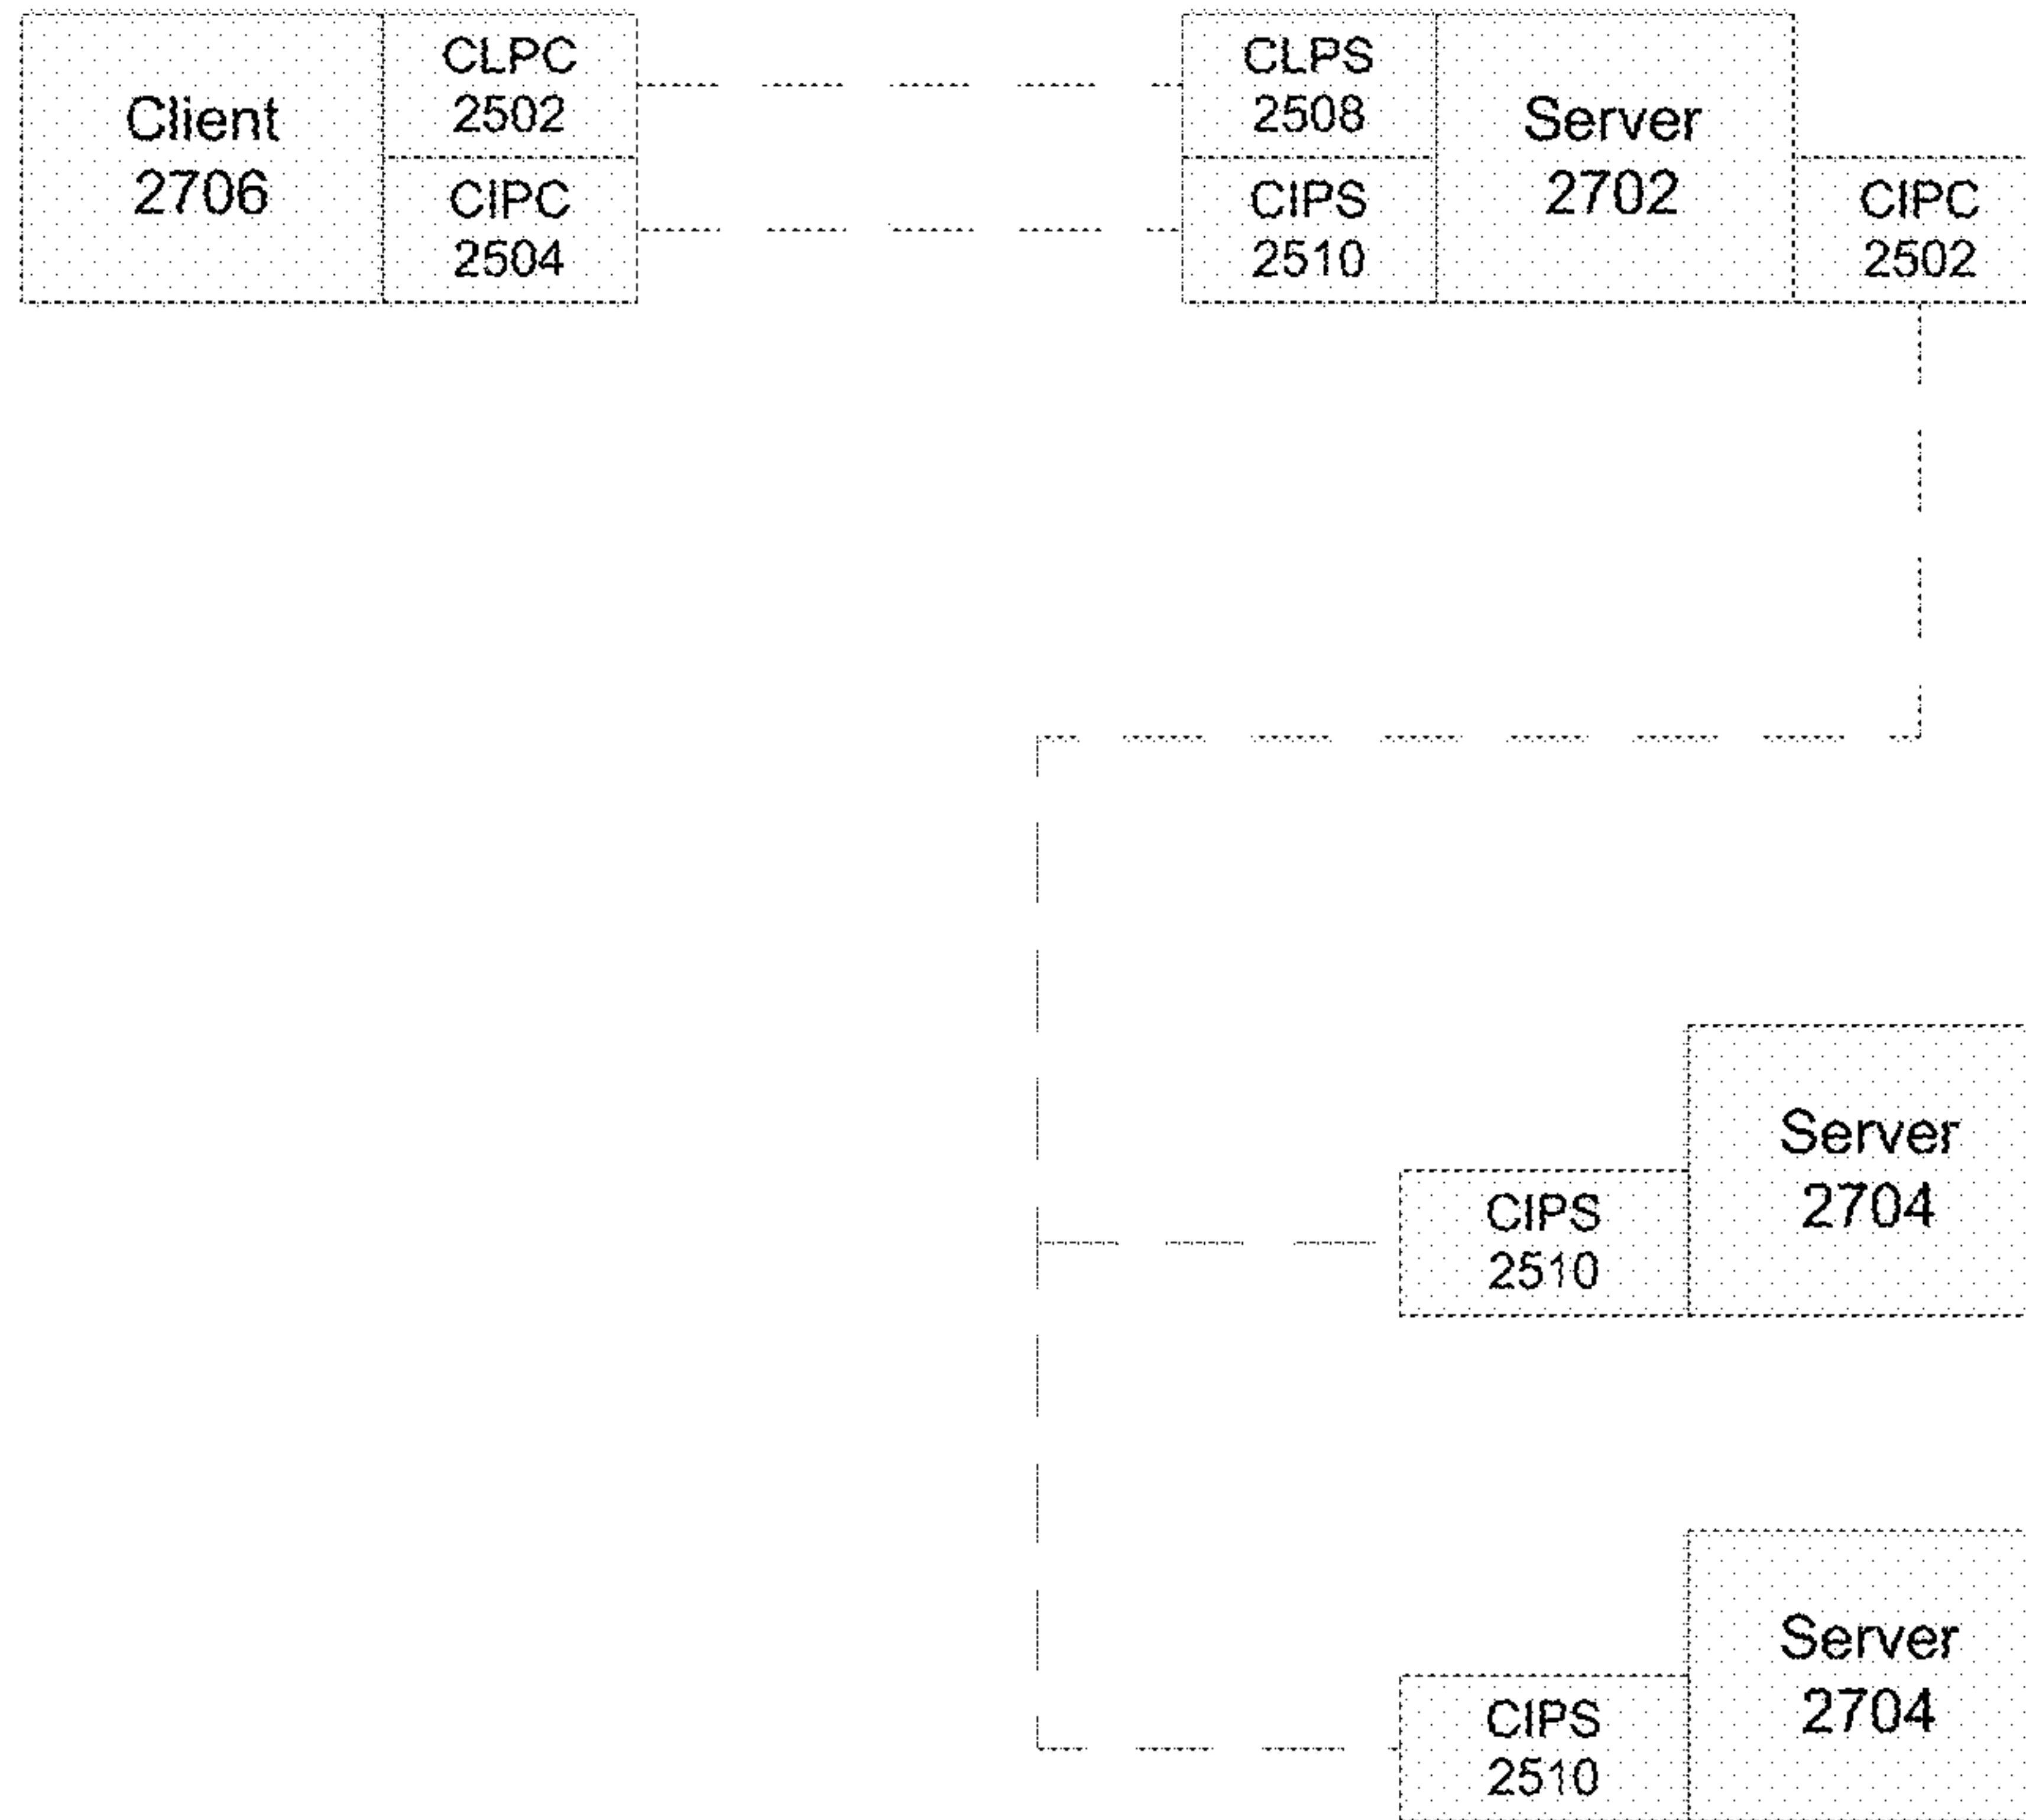 Client
2706
CLPC
2502
CIPC
2504
CLPS
2508
CIPS
2510
Server
2702
CIPC
2502
CIPS
2510
Server
2704
CIPS
2510
Server
2704